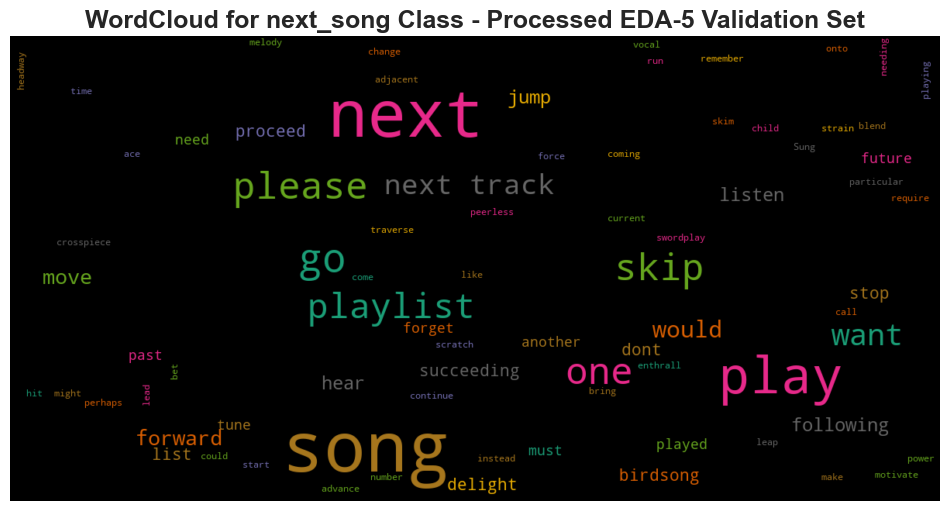 WordCloud for next_song Class - Processed EDA-5 Validation Set
melody
vocal
onto
needing
headway
change
run
remember
playing
time
adjacent
next
jump
need
proceed
skim
child
strain
blend
ace
force
coming
Sung
future
please
next track
listen
particular
require
peerless
current
crosspiece
traverse
swordplay
move
go
come
like
skip
stop
playlist
call
forget
would
want
past
scratch
another
dont
bet
hear
succeeding
one
enthrall
play
hit
might
lead
perhaps
continue
bring
forward
tune
song
following
list
could
start
instead
must
played
leap
power
advance
number
delight
birdsong
make
motivate